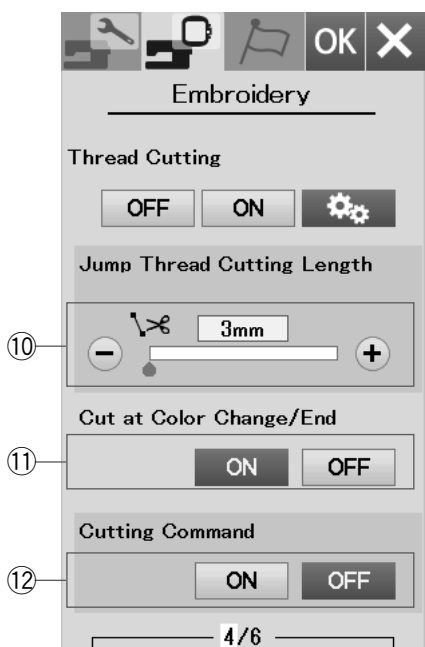 OK X
Embroidery
Thread Cutting
OFF ON
Jump Thread Cutting Length
⑩
3mm
− +
Cut at Color Change/End
⑪
ON OFF
Cutting Command
⑫
ON OFF
4/6